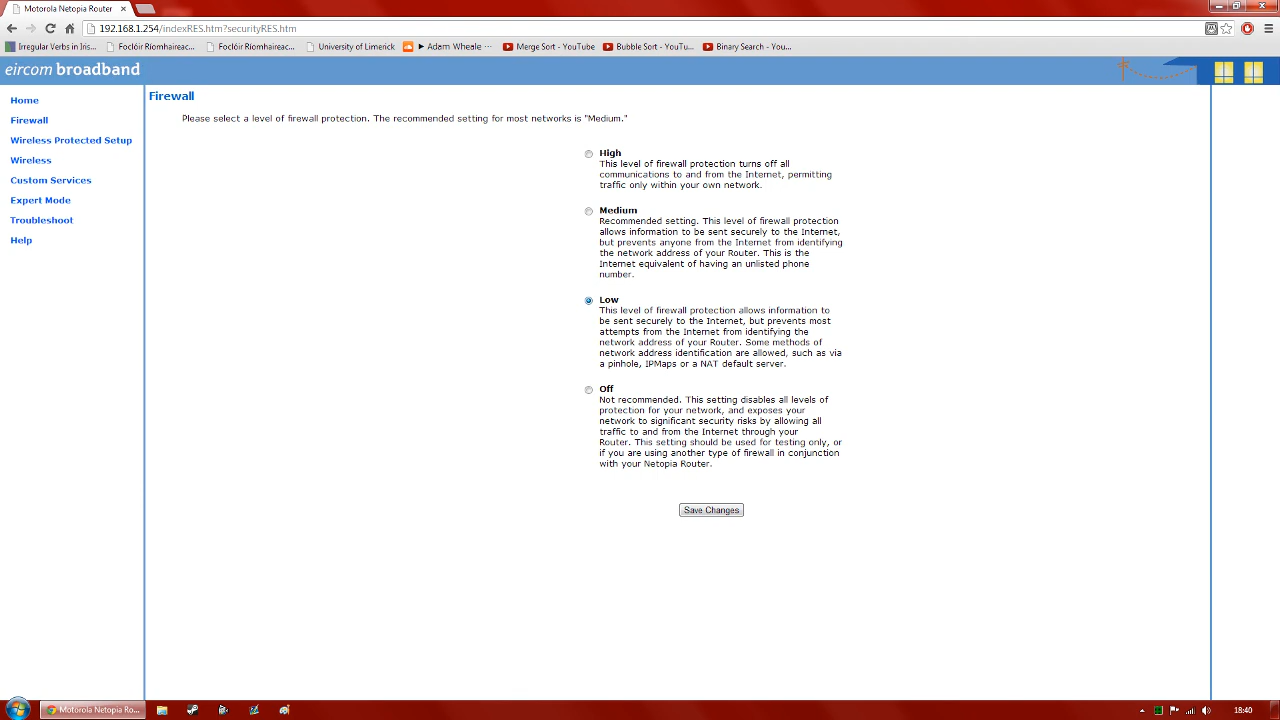 Motorola Netopia Router
192.168.1.254/indexRES.htm?securityRES.htm
Irregular Verbs in Iris...
Foclóir Ríomhaireac...
Foclóir Ríomhaireac...
University of Limerick
▶ Adam Wheale ···
Merge Sort - YouTube
Bubble Sort - YouTu...
Binary Search - You...
eircom broadband
Home
Firewall
Wireless Protected Setup
Wireless
Custom Services
Expert Mode
Troubleshoot
Help
Firewall
Please select a level of firewall protection. The recommended setting for most networks is "Medium."
High
This level of firewall protection turns off all
communications to and from the Internet, permitting
traffic only within your own network.
Medium
Recommended setting. This level of firewall protection
allows information to be sent securely to the Internet,
but prevents anyone from the Internet from identifying
the network address of your Router. This is the
Internet equivalent of having an unlisted phone
number.
Low
This level of firewall protection allows information to
be sent securely to the Internet, but prevents most
attempts from the Internet from identifying the
network address of your Router. Some methods of
network address identification are allowed, such as via
a pinhole, IPMaps or a NAT default server.
Off
Not recommended. This setting disables all levels of
protection for your network, and exposes your
network to significant security risks by allowing all
traffic to and from the Internet through your
Router. This setting should be used for testing only, or
if you are using another type of firewall in conjunction
with your Netopia Router.
Save Changes
Motorola Netopia Ro...
18:40